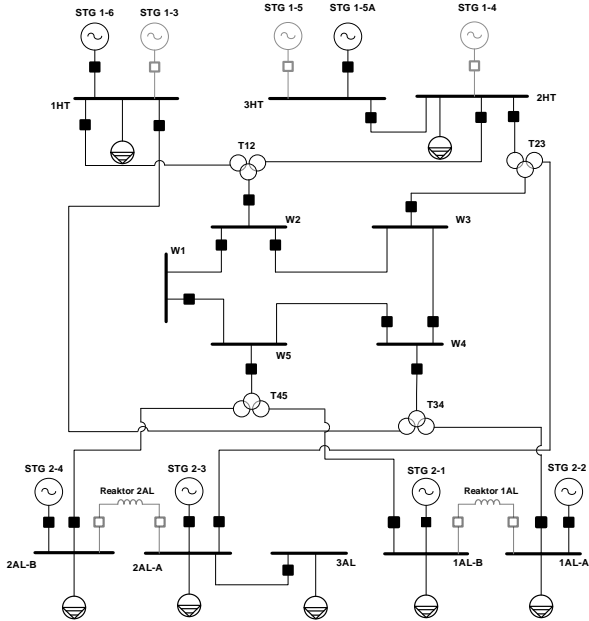 STG 1-6
STG 1-3
STG 1-5
STG 1-5A
STG 1-4
1HT
3HT
2HT
T12
T23
W2
W3
W1
W5
W4
T45
T34
STG 2-4
Reaktor 2AL
STG 2-3
STG 2-1
Reaktor 1AL
STG 2-2
2AL-B
2AL-A
3AL
1AL-B
1AL-A